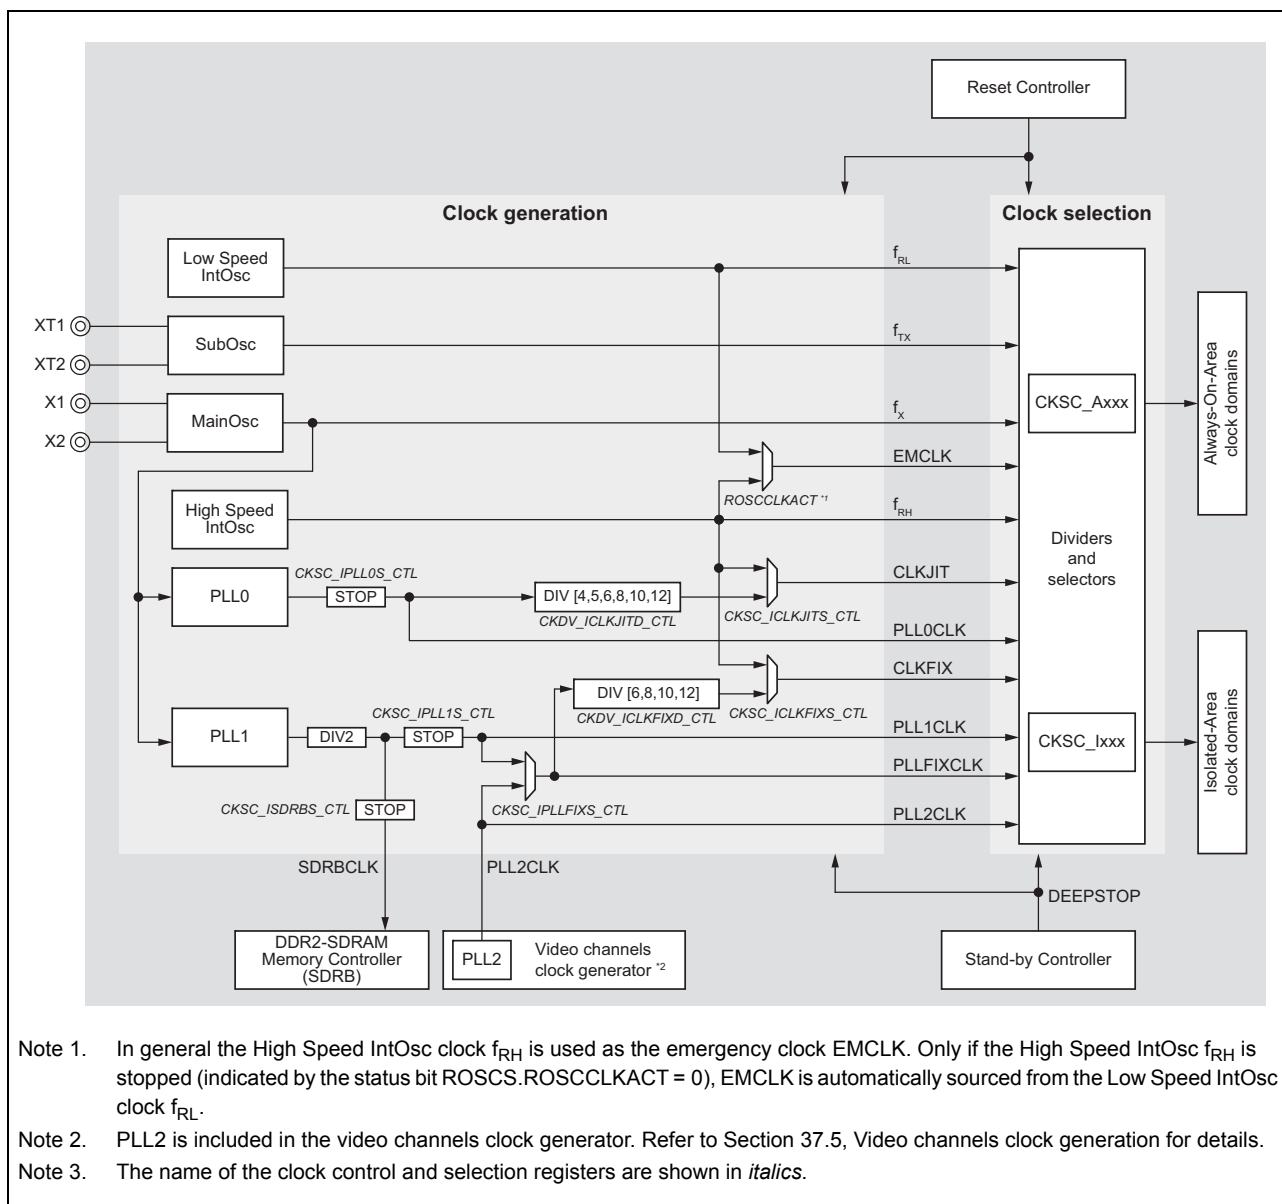 Reset Controller
Clock generation
Clock selection
Low Speed
IntOsc
fRL
XT1
XT2
SubOsc
fTX
X1
X2
MainOsc
fX
CKSC_Axxx
Always-On-Area
clock domains
EMCLK
ROSCCLKACT *1
High Speed
IntOsc
fRH
Dividers
and
selectors
CKSC_IPLL0S_CTL
PLL0
STOP
DIV [4,5,6,8,10,12]
CKDV_ICLKJITD_CTL
CKSC_ICLKJITS_CTL
CLKJIT
PLL0CLK
CLKFIX
DIV [6,8,10,12]
CKDV_ICLKFIXD_CTL
CKSC_ICLKFIXS_CTL
CKSC_IPLL1S_CTL
PLL1
DIV2
STOP
PLL1CLK
CKSC_Ixxx
Isolated-Area
clock domains
PLLFIXCLK
CKSC_ISDRBS_CTL
STOP
CKSC_IPLLFIXS_CTL
PLL2CLK
SDRBCLK
PLL2CLK
DEEPSTOP
DDR2-SDRAM
Memory Controller
(SDRB)
PLL2
Video channels
clock generator *2
Stand-by Controller
Note 1. In general the High Speed IntOsc clock fRH is used as the emergency clock EMCLK. Only if the High Speed IntOsc fRH is
stopped (indicated by the status bit ROSCS.ROSCCLKACT = 0), EMCLK is automatically sourced from the Low Speed IntOsc
clock fRL.
Note 2. PLL2 is included in the video channels clock generator. Refer to Section 37.5, Video channels clock generation for details.
Note 3. The name of the clock control and selection registers are shown in italics.